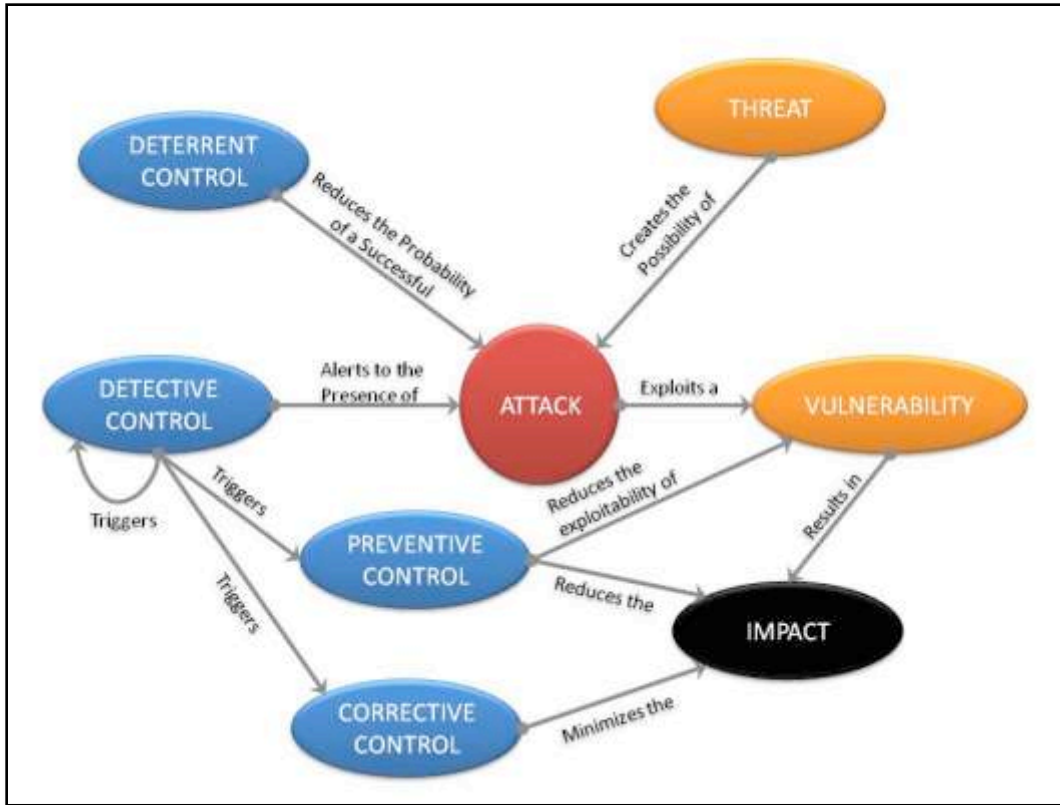 THREAT
DETERRENT
CONTROL
Reduces the Probability
of a Successful
Creates the
Possibility of
DETECTIVE
CONTROL
Alerts to the
Presence of
ATTACK
Exploits a
VULNERABILITY
Triggers
Triggers
Reduces the
exploitability of
Results in
PREVENTIVE
CONTROL
Triggers
Reduces the
IMPACT
CORRECTIVE
CONTROL
Minimizes the